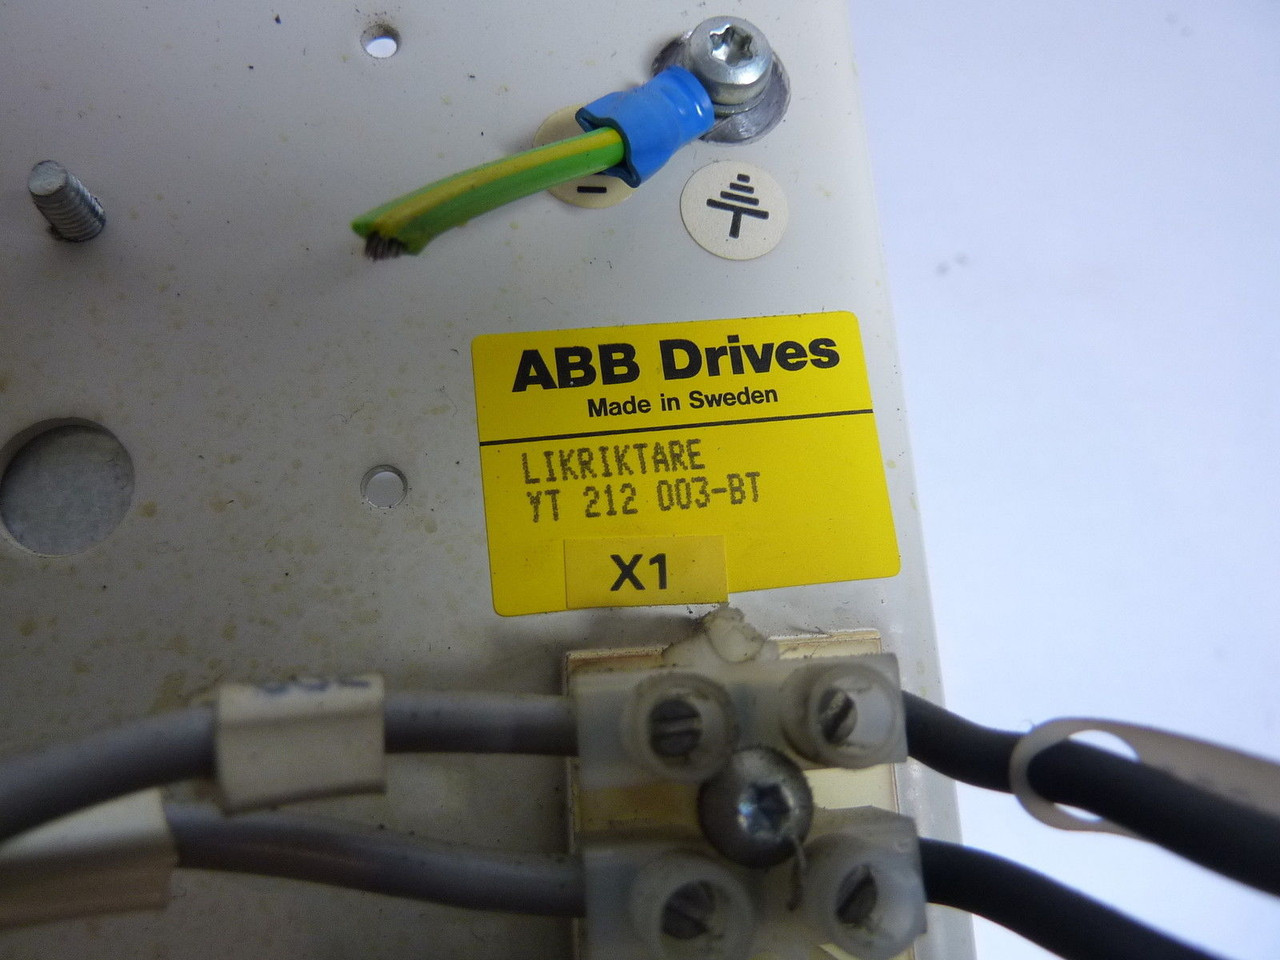 ABB Drives
Made in Sweden
LIKRIKTARE
YT 212 003-BT
X1